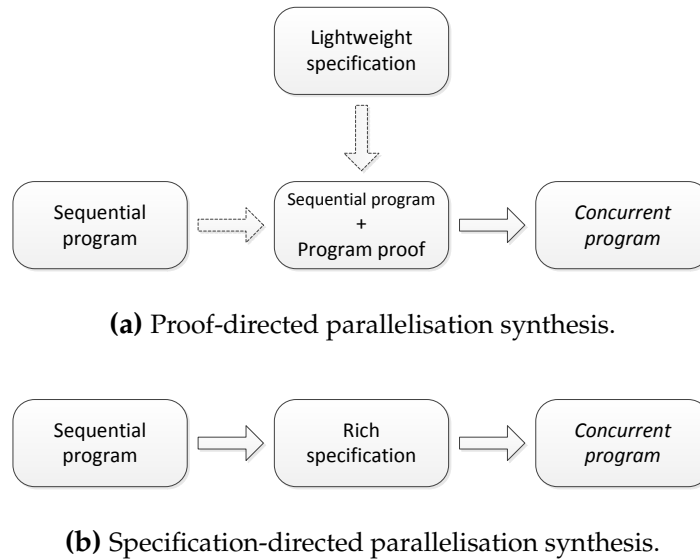 Lightweight
specification
Sequential
program
Sequential program
+
Program proof
Concurrent
program
(a) Proof-directed parallelisation synthesis.
Sequential
program
Rich
specification
Concurrent
program
(b) Specification-directed parallelisation synthesis.